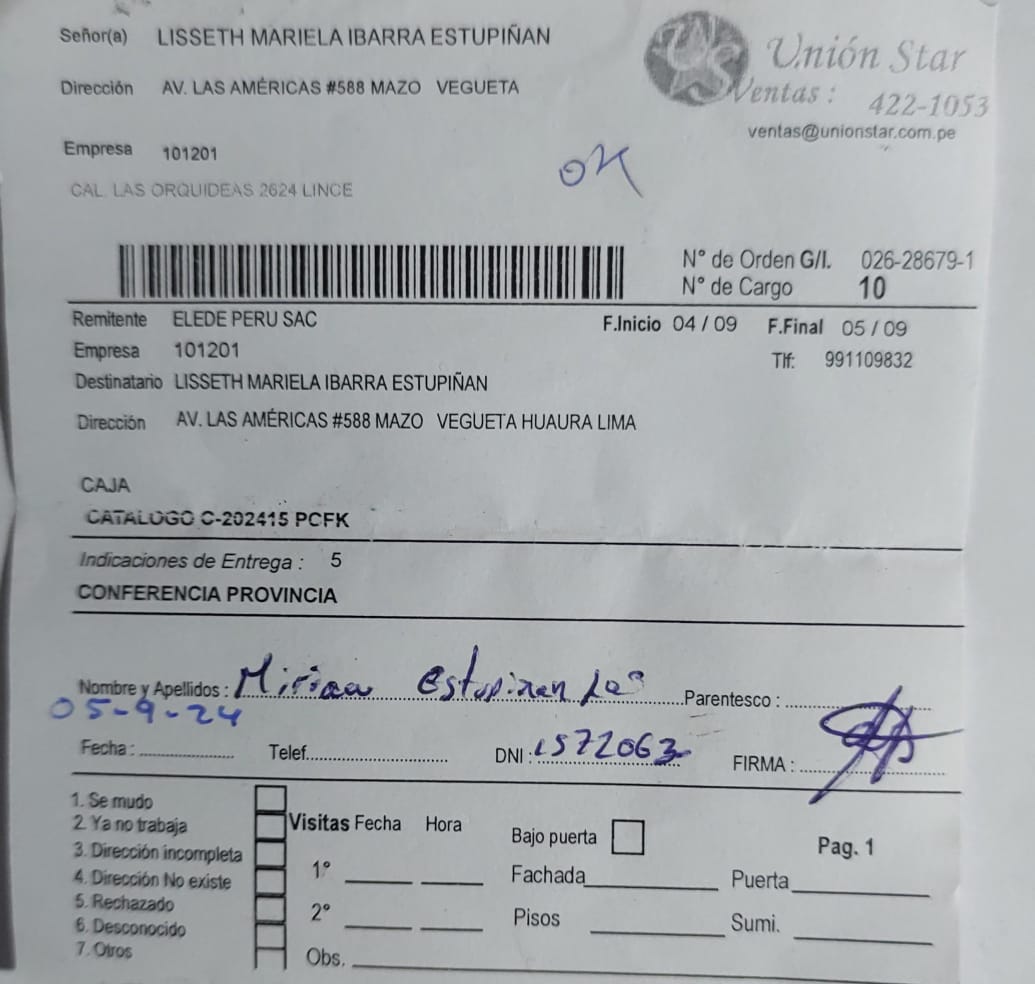 Señor(a) LISSETH MARIELA IBARRA ESTUPIÑAN
Unión Star
Dirección AV. LAS AMÉRICAS #588 MAZO VEGUETA
Ventas : 422-1053
ventas@unionstar.com.pe
Empresa 101201
OK
CAL. LAS ORQUIDEAS 2624 LINCE
N° de Orden G/I. 026-28679-1
N° de Cargo 10
Remitente ELEDE PERU SAC F.Inicio 04 / 09 F.Final 05 / 09
Empresa 101201 Tlf: 991109832
Destinatario LISSETH MARIELA IBARRA ESTUPIÑAN
Dirección AV. LAS AMÉRICAS #588 MAZO VEGUETA HUAURA LIMA
CAJA
CATALOGO C-202415 PCFK
Indicaciones de Entrega : 5
CONFERENCIA PROVINCIA
Nombre y Apellidos : Miriam Estupinan Parentesco :
05-9-24
Fecha : Telef. DNI : 1572063 FIRMA :
1. Se mudo
2. Ya no trabaja Visitas Fecha Hora Bajo puerta Pag. 1
3. Dirección incompleta
4. Dirección No existe 1° Fachada Puerta
5. Rechazado
6. Desconocido 2° Pisos Sumi.
7. Otros Obs.